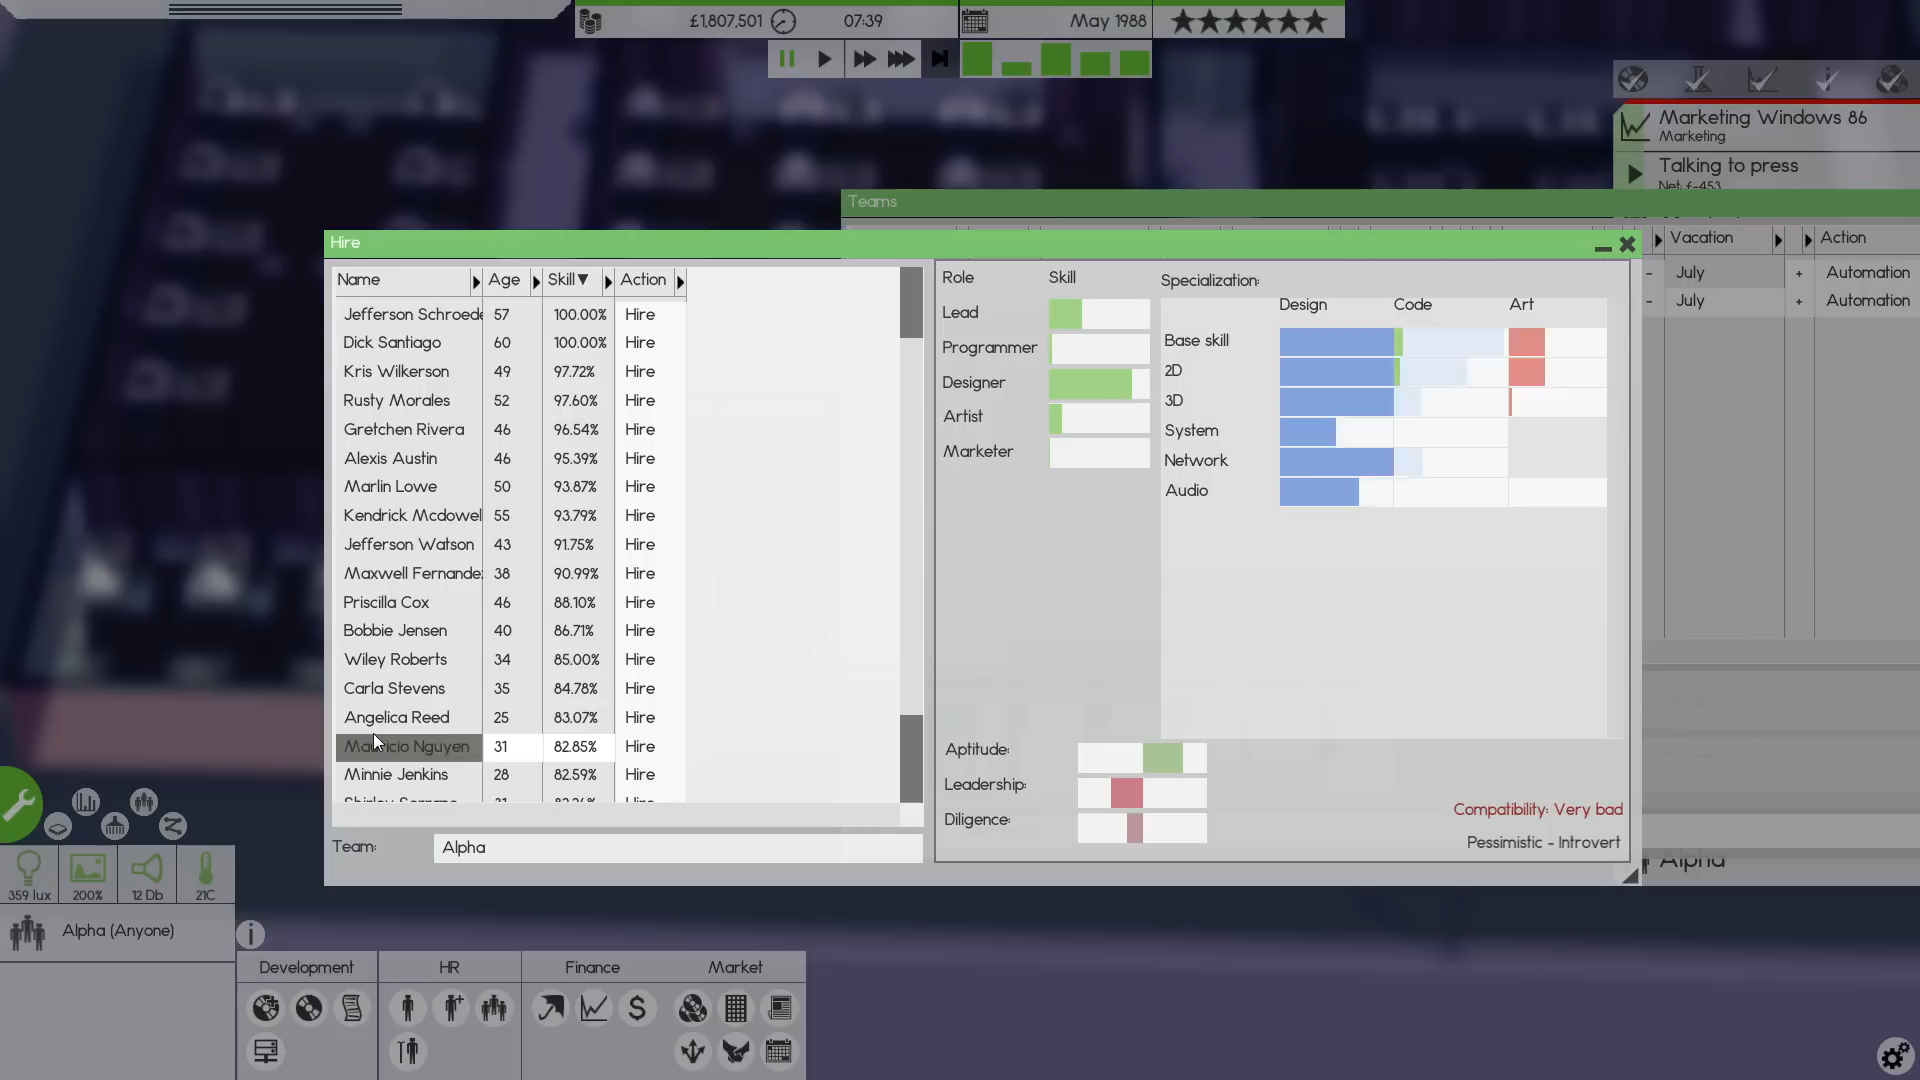 £1,807,501
07:39
May 1988
Marketing Windows 86
Marketing
Talking to press
Net: £-453
Teams
Vacation Action
- July + Automation
- July + Automation
Hire
Name Age Skill▼ Action
Jefferson Schroede 57 100.00% Hire
Dick Santiago 60 100.00% Hire
Kris Wilkerson 49 97.72% Hire
Rusty Morales 52 97.60% Hire
Gretchen Rivera 46 96.54% Hire
Alexis Austin 46 95.39% Hire
Marlin Lowe 50 93.87% Hire
Kendrick Mcdowel 55 93.79% Hire
Jefferson Watson 43 91.75% Hire
Maxwell Fernande 38 90.99% Hire
Priscilla Cox 46 88.10% Hire
Bobbie Jensen 40 86.71% Hire
Wiley Roberts 34 85.00% Hire
Carla Stevens 35 84.78% Hire
Angelica Reed 25 83.07% Hire
Mauricio Nguyen 31 82.85% Hire
Minnie Jenkins 28 82.59% Hire
Team: Alpha
Role Skill
Lead
Programmer
Designer
Artist
Marketer
Specialization:
Design Code Art
Base skill
2D
3D
System
Network
Audio
Aptitude:
Leadership:
Diligence:
Compatibility: Very bad
Pessimistic - Introvert
Alpha
359 lux 200% 12 Db 21C
Alpha (Anyone)
i
Development HR Finance Market